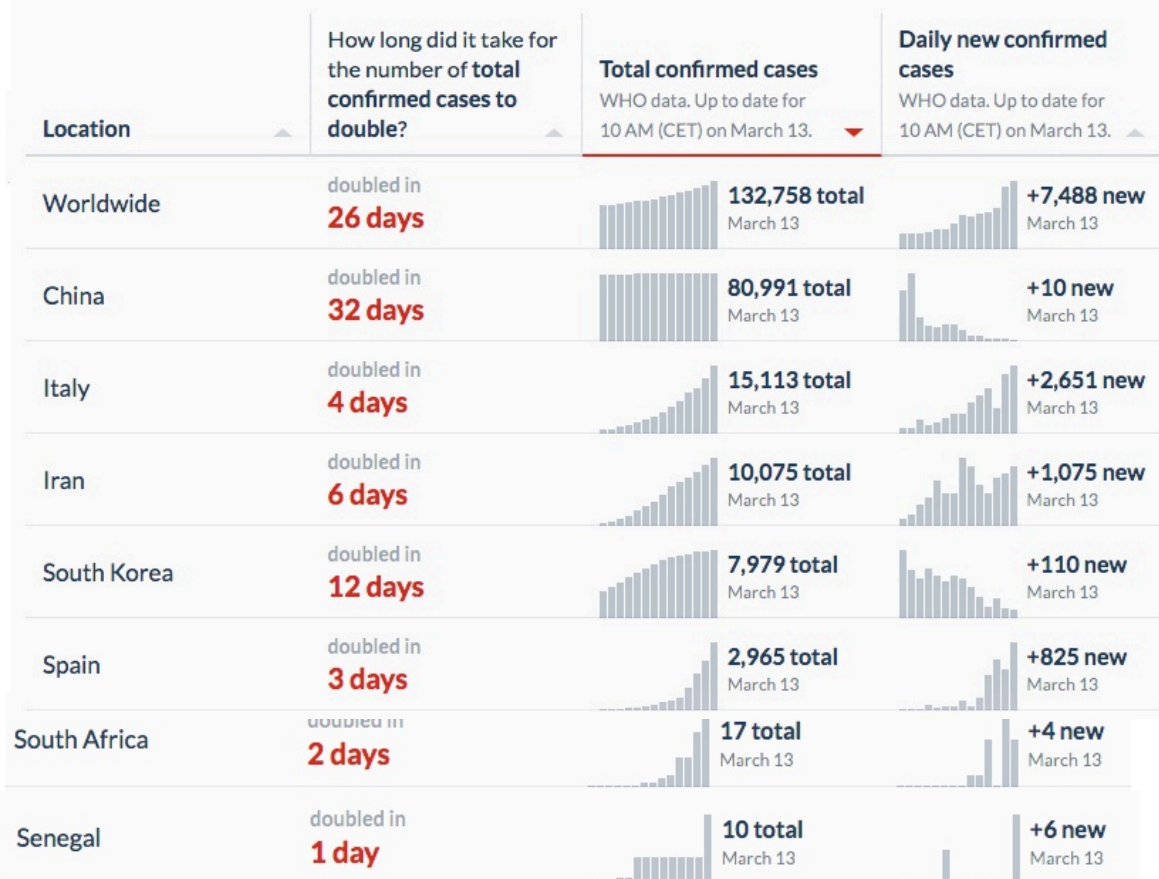 Location
How long did it take for
the number of total
confirmed cases to
double?
Total confirmed cases
WHO data. Up to date for
10 AM (CET) on March 13.
Daily new confirmed
cases
WHO data. Up to date for
10 AM (CET) on March 13.
Worldwide
doubled in
26 days
132,758 total
March 13
+7,488 new
March 13
China
doubled in
32 days
80,991 total
March 13
+10 new
March 13
Italy
doubled in
4 days
15,113 total
March 13
+2,651 new
March 13
Iran
doubled in
6 days
10,075 total
March 13
+1,075 new
March 13
South Korea
doubled in
12 days
7,979 total
March 13
+110 new
March 13
Spain
doubled in
3 days
2,965 total
March 13
+825 new
March 13
South Africa
doubled in
2 days
17 total
March 13
+4 new
March 13
Senegal
doubled in
1 day
10 total
March 13
+6 new
March 13